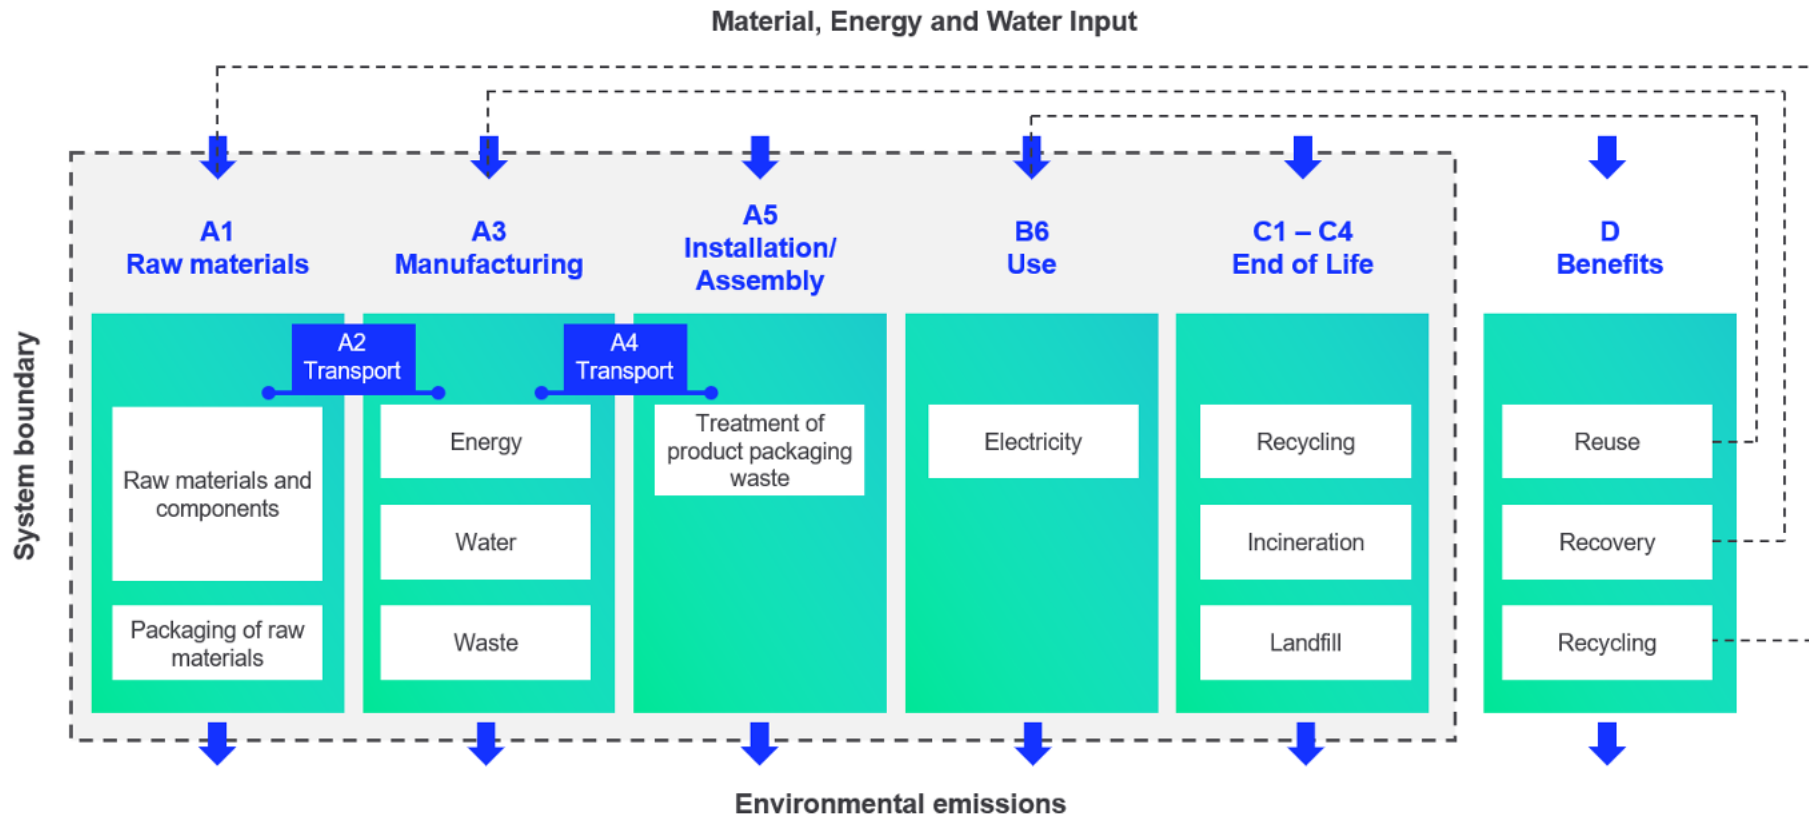 Material, Energy and Water Input
System boundary
A1
Raw materials
A2
Transport
Raw materials and
components
Packaging of raw
materials
A3
Manufacturing
Energy
Water
Waste
A4
Transport
A5
Installation/
Assembly
Treatment of
product packaging
waste
B6
Use
Electricity
C1 – C4
End of Life
Recycling
Incineration
Landfill
D
Benefits
Reuse
Recovery
Recycling
Environmental emissions